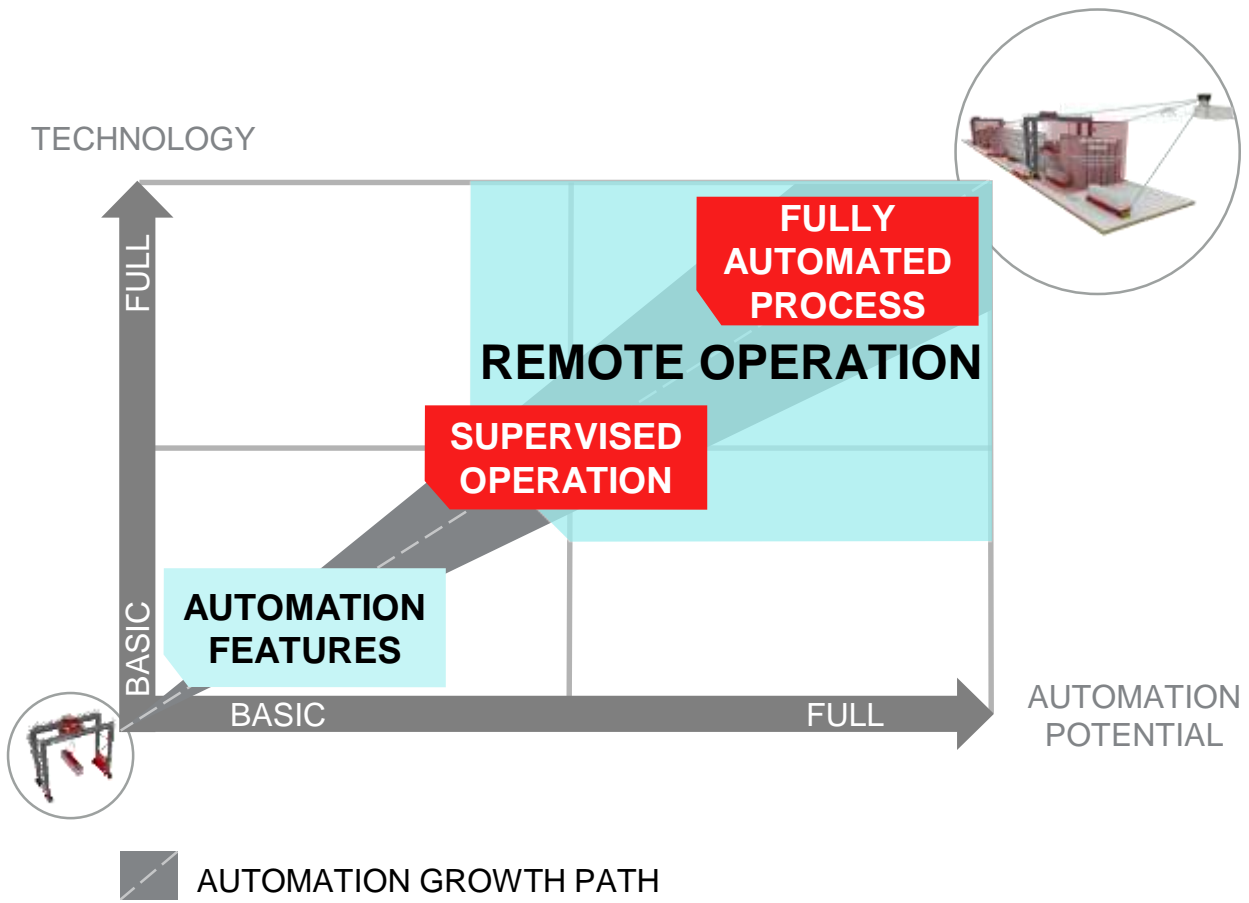 TECHNOLOGY
FULL
FULLY
AUTOMATED
PROCESS
REMOTE OPERATION
SUPERVISED
OPERATION
AUTOMATION
FEATURES
BASIC
BASIC
FULL
AUTOMATION
POTENTIAL
AUTOMATION GROWTH PATH